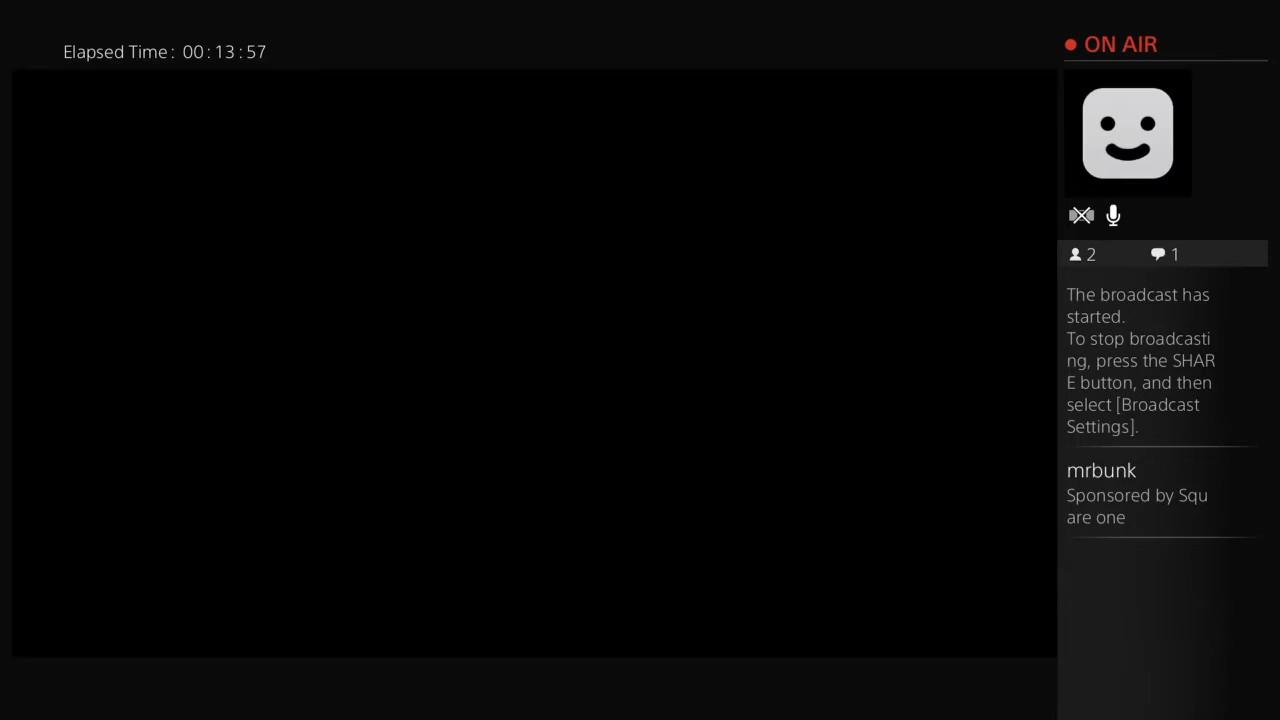 Elapsed Time: 00:13:57
ON AIR
2 1
The broadcast has
started.
To stop broadcasti
ng, press the SHAR
E button, and then
select [Broadcast
Settings].
mrbunk
Sponsored by Squ
are one